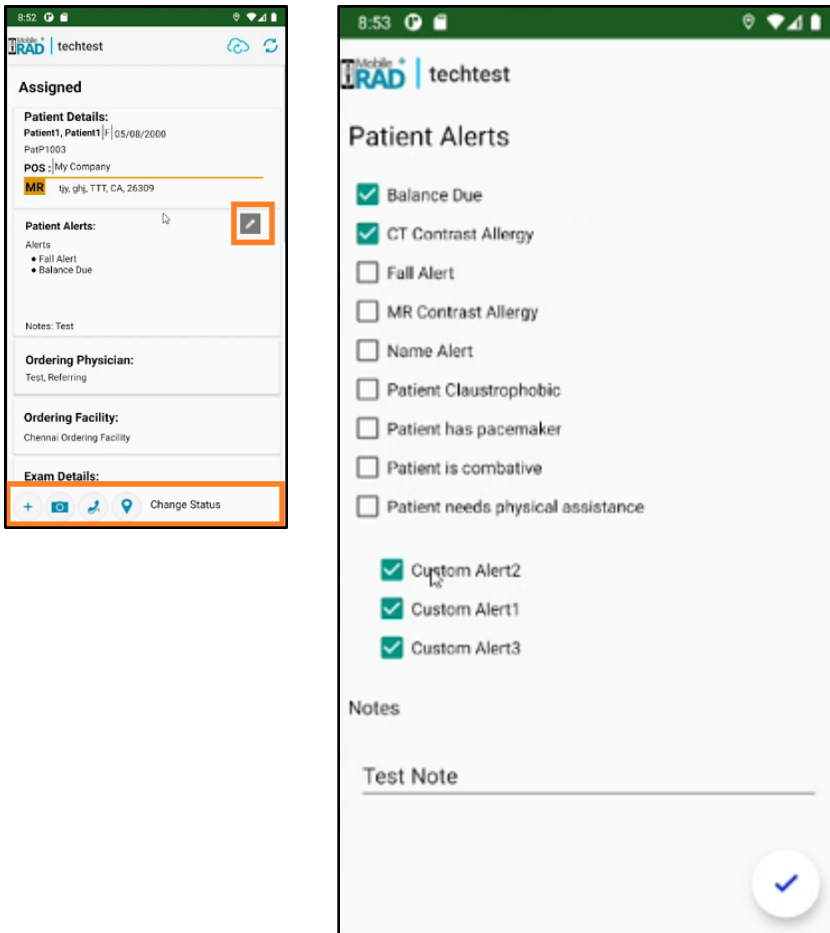 8:52
Mobile
iRAD techtest
Assigned
Patient Details:
Patient1, Patient1 F 05/08/2000
PatP1003
POS : My Company
MR tjy, ghj, TTT, CA, 26309
Patient Alerts:
Alerts
• Fall Alert
• Balance Due
Notes: Test
Ordering Physician:
Test, Referring
Ordering Facility:
Chennai Ordering Facility
Exam Details:
+ Change Status
8:53
Mobile
iRAD techtest
Patient Alerts
Balance Due
CT Contrast Allergy
Fall Alert
MR Contrast Allergy
Name Alert
Patient Claustrophobic
Patient has pacemaker
Patient is combative
Patient needs physical assistance
Custom Alert2
Custom Alert1
Custom Alert3
Notes
Test Note